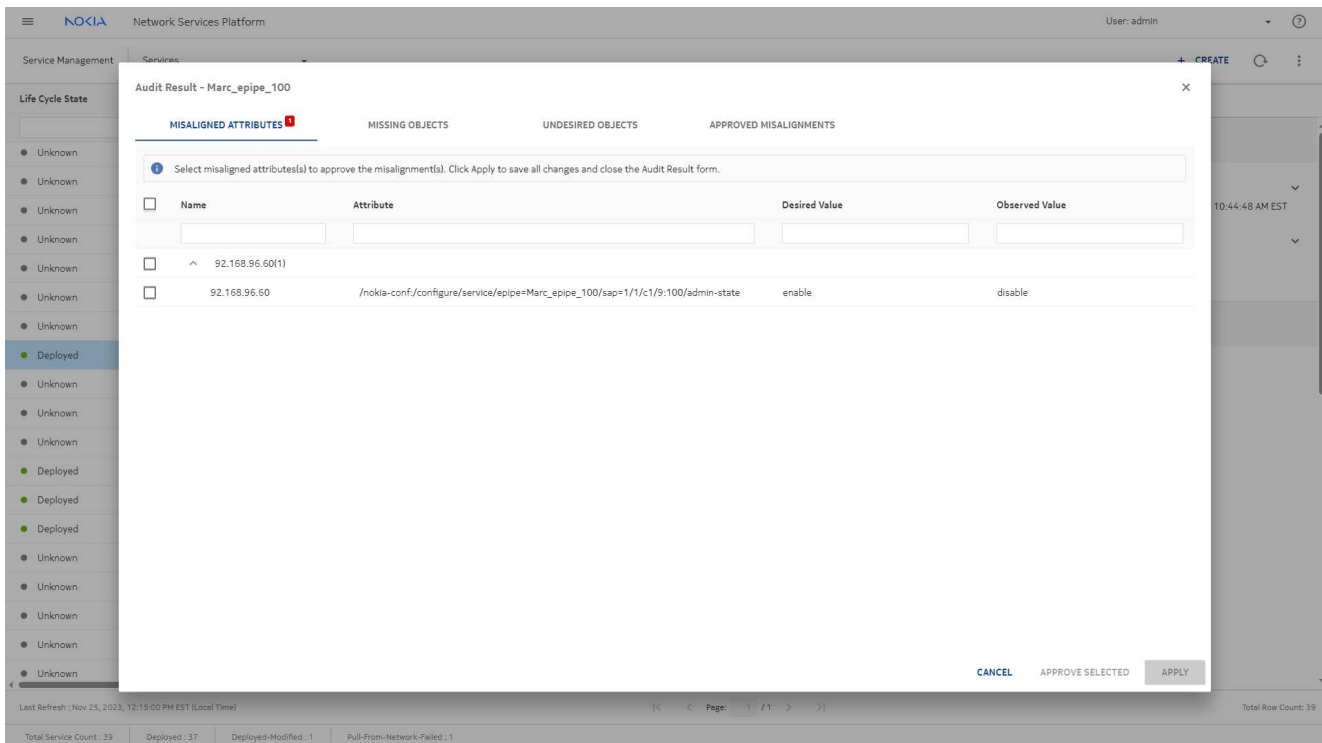 NOKIA Network Services Platform User: admin ?
Service Management Services + CREATE
Audit Result - Marc_epipe_100
Life Cycle State
MISALIGNED ATTRIBUTES 1 MISSING OBJECTS UNDESIRED OBJECTS APPROVED MISALIGNMENTS
Unknown
Select misaligned attributes(s) to approve the misalignment(s). Click Apply to save all changes and close the Audit Result form.
Unknown
Name Attribute Desired Value Observed Value
Unknown 10:44:48 AM EST
Unknown
92.168.96.60(1)
Unknown
92.168.96.60 /nokia-conf:/configure/service/epipe=Marc_epipe_100/sap=1/1/c1/9:100/admin-state enable disable
Unknown
Unknown
Deployed
Unknown
Unknown
Unknown
Deployed
Deployed
Deployed
Unknown
Unknown
Unknown
Unknown
Unknown
CANCEL APPROVE SELECTED APPLY
Last Refresh : Nov 25, 2023, 12:15:00 PM EST (Local Time) Page: 1 / 1 Total Row Count: 39
Total Service Count : 39 Deployed : 37 Deployed-Modified : 1 Pull-From-Network-Failed : 1